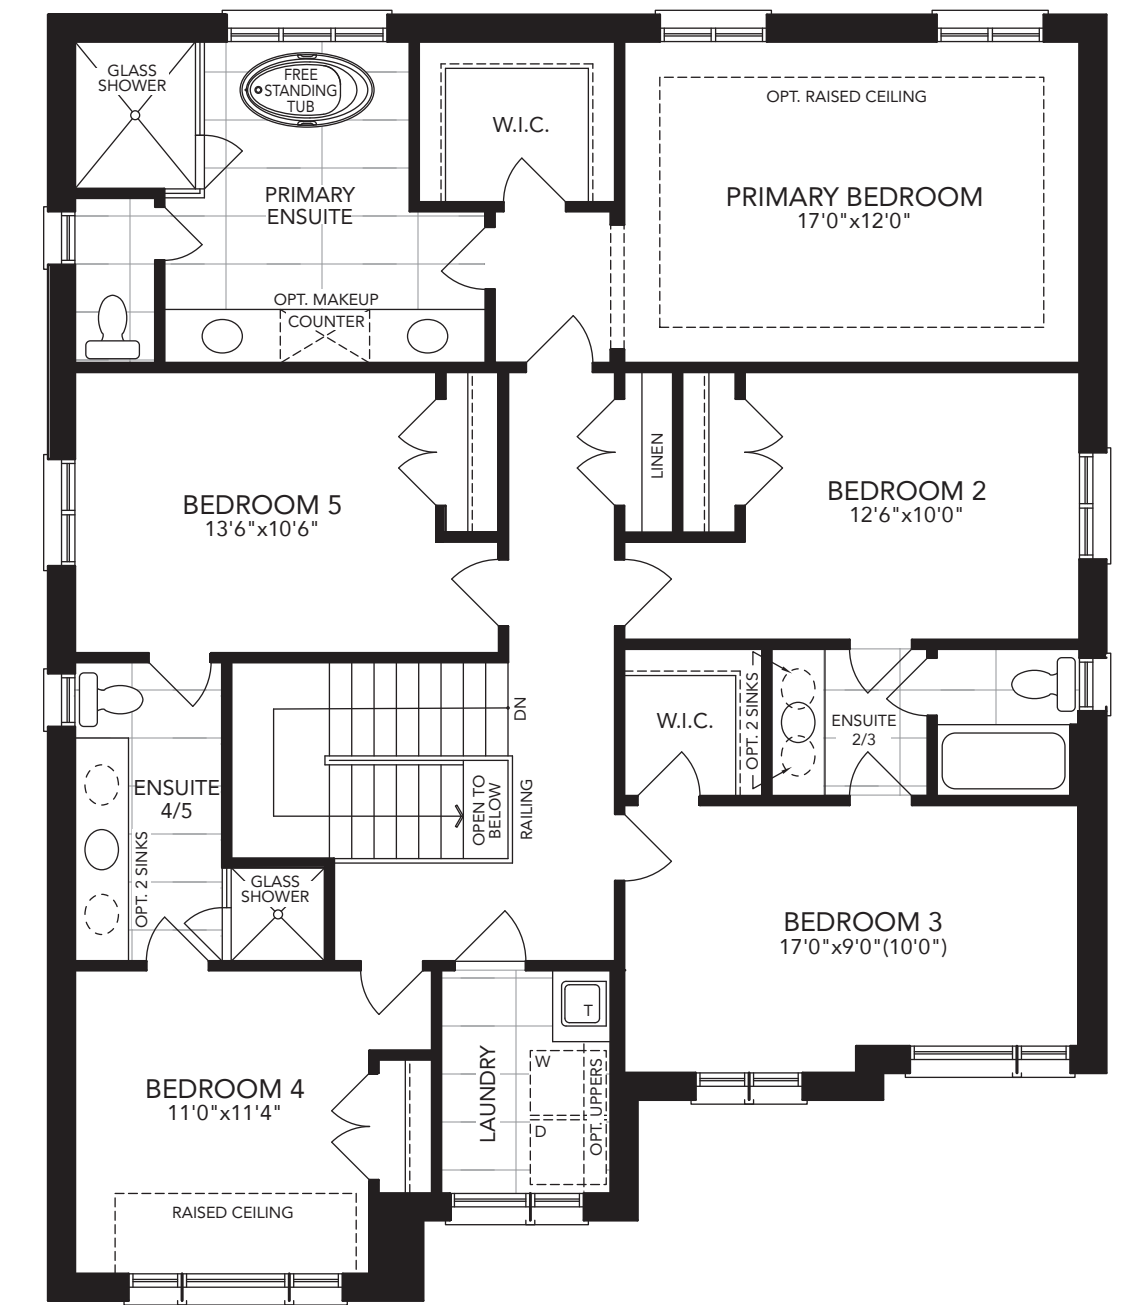 GLASS
SHOWER
FREE
STANDING
TUB
W.I.C.
OPT. RAISED CEILING
PRIMARY
ENSUITE
PRIMARY BEDROOM
17'0"x12'0"
OPT. MAKEUP
COUNTER
BEDROOM 5
13'6"x10'6"
LINEN
BEDROOM 2
12'6"x10'0"
DN
W.I.C.
OPT. 2 SINKS
ENSUITE
2/3
ENSUITE
4/5
OPT. 2 SINKS
OPEN TO
BELOW
RAILING
GLASS
SHOWER
BEDROOM 3
17'0"x9'0"(10'0")
T
LAUNDRY
W
D
OPT. UPPERS
BEDROOM 4
11'0"x11'4"
RAISED CEILING